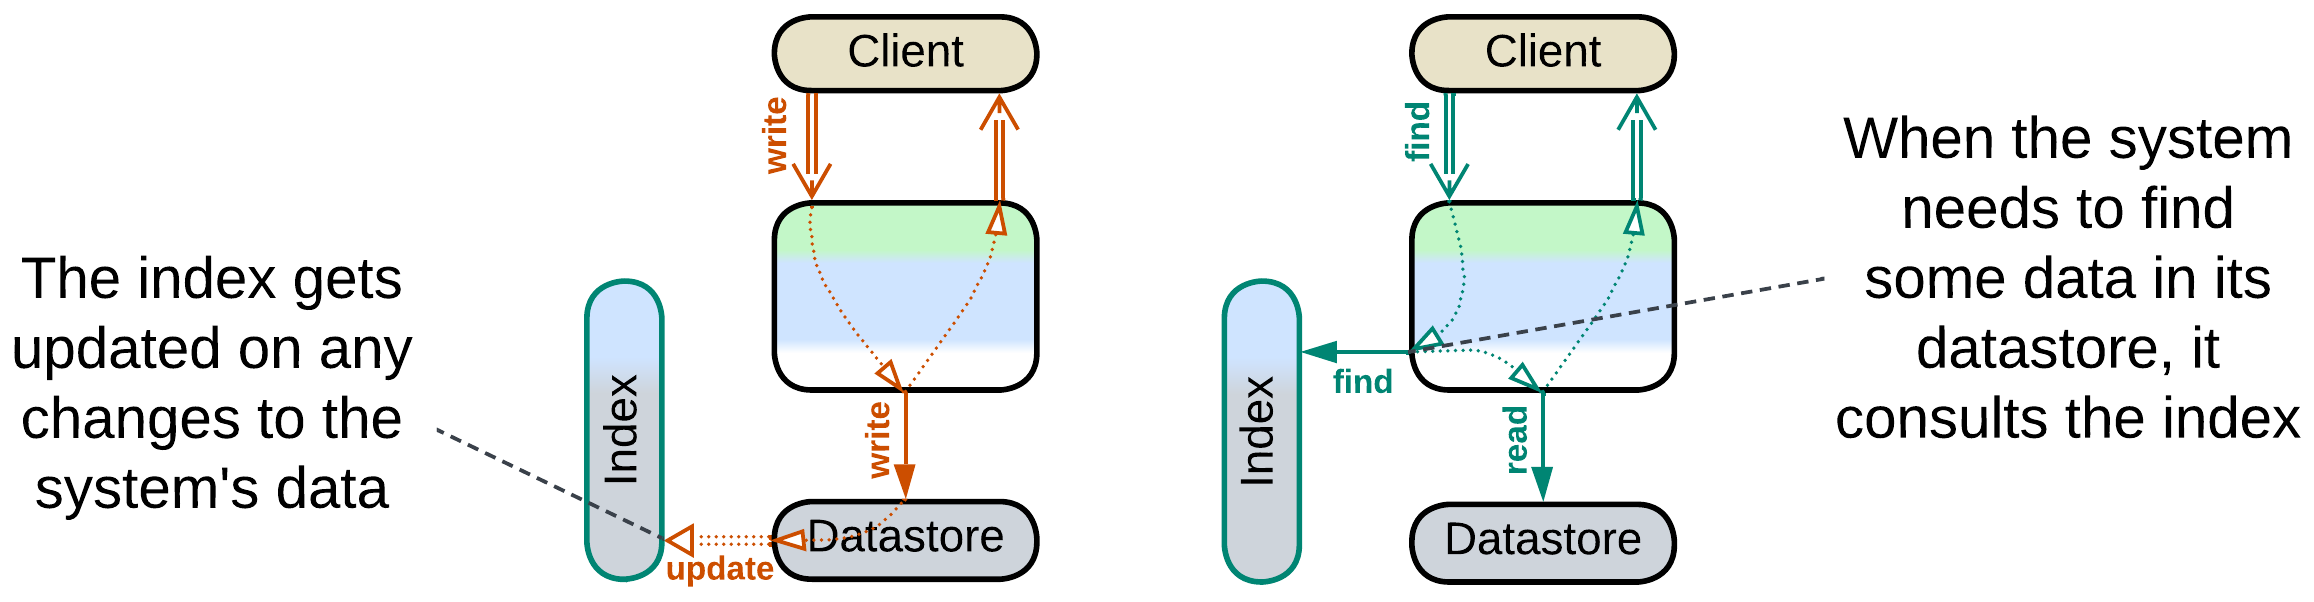 Client
write
The index gets
updated on any
changes to the
system's data
Index
write
Datastore
update
Client
find
When the system
needs to find
some data in its
datastore, it
consults the index
find
Index
read
Datastore